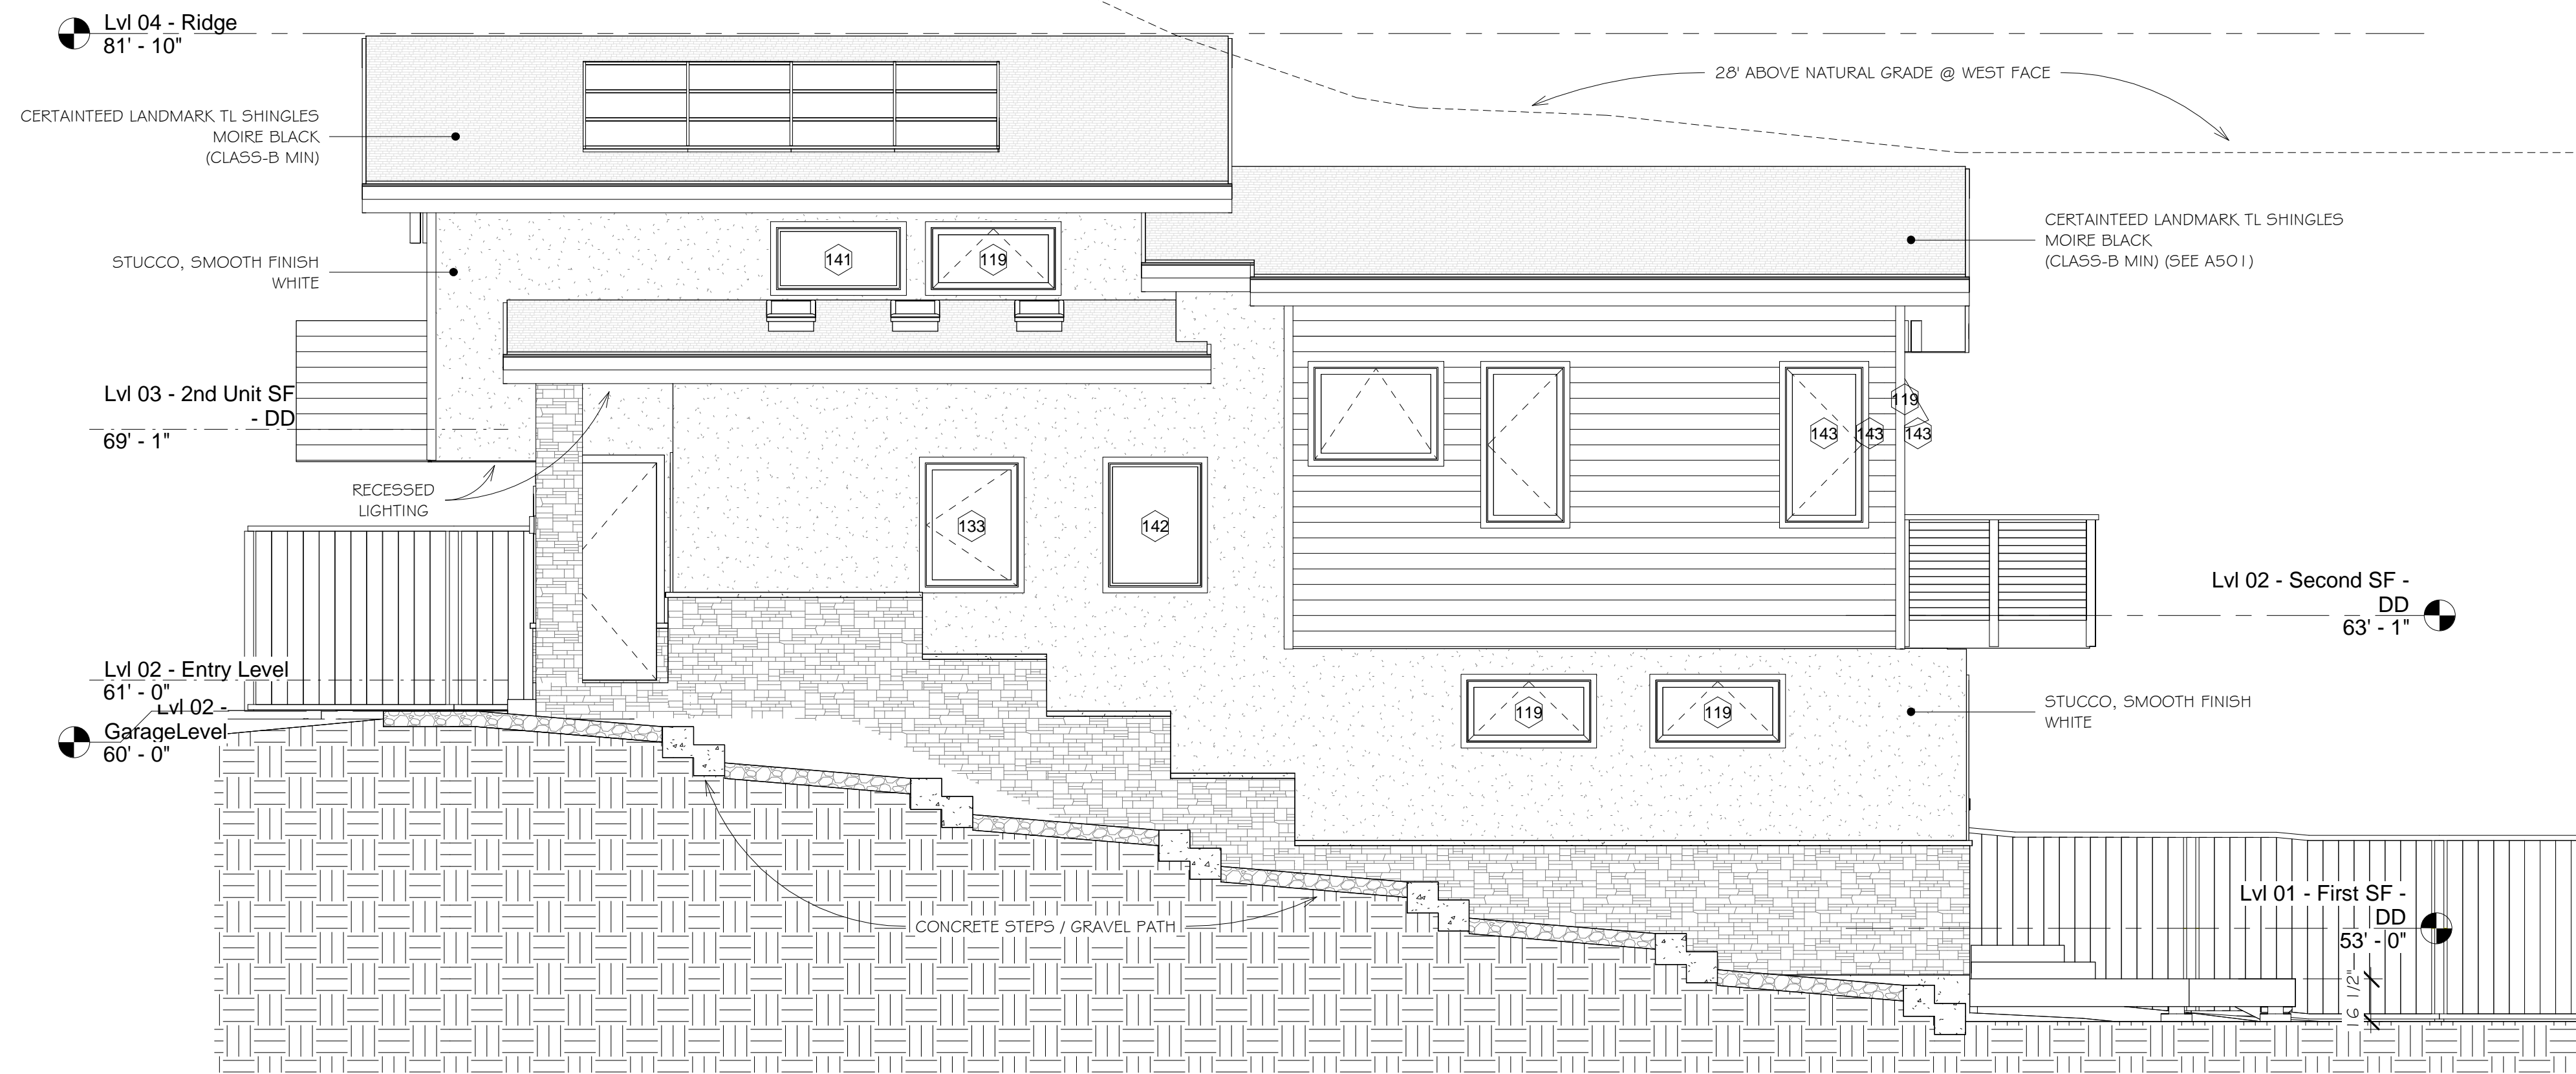 Lvl 04 - Ridge
81' - 10"
28' ABOVE NATURAL GRADE @ WEST FACE
CERTAINTEED LANDMARK TL SHINGLES
MOIRE BLACK
(CLASS-B MIN)
CERTAINTEED LANDMARK TL SHINGLES
MOIRE BLACK
(CLASS-B MIN) (SEE A501)
STUCCO, SMOOTH FINISH
WHITE
141
119
Lvl 03 - 2nd Unit SF
- DD
69' - 1"
119
143
143
143
RECESSED
LIGHTING
133
142
Lvl 02 - Second SF -
DD
63' - 1"
Lvl 02 - Entry Level
61' - 0"
Lvl 02 -
GarageLevel
60' - 0"
119
119
STUCCO, SMOOTH FINISH
WHITE
CONCRETE STEPS / GRAVEL PATH
Lvl 01 - First SF -
DD
53' - 0"
16 1/2"